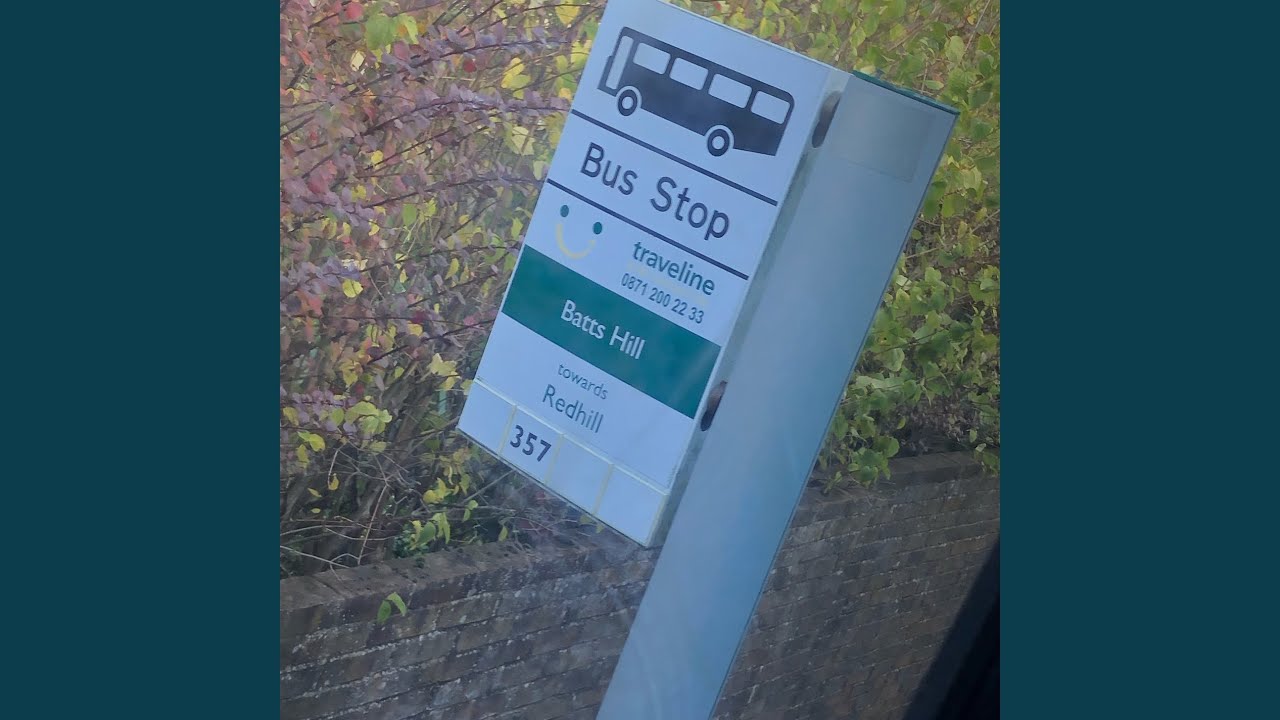 Bus Stop
traveline
0871 200 22 33
Batts Hill
towards
Redhill
357